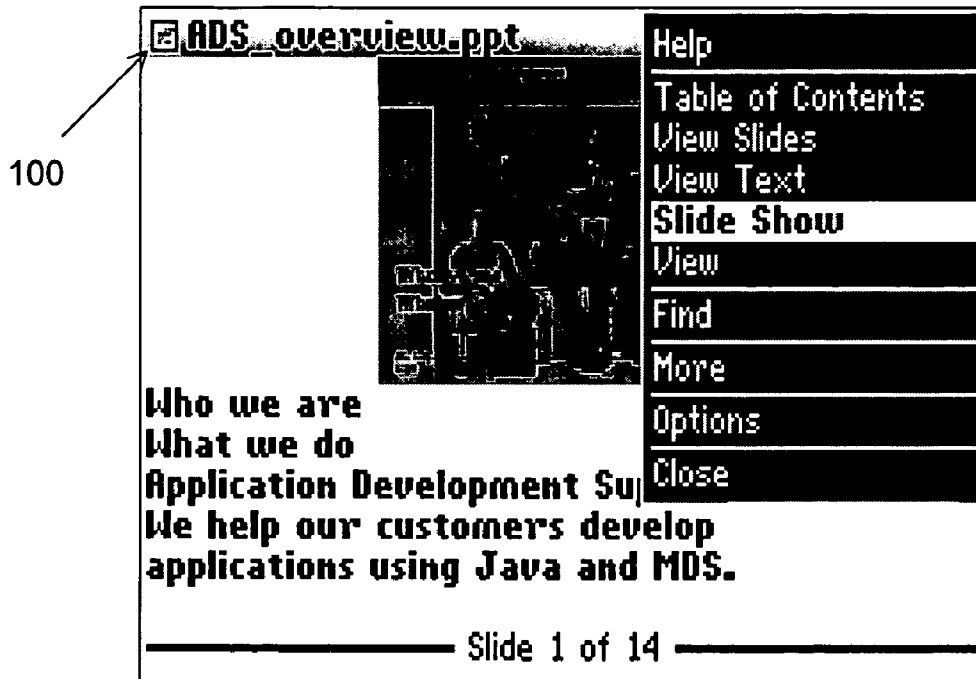 ADS_overview.ppt
100
Help
Table of Contents
View Slides
View Text
Slide Show
View
Find
More
Options
Close
Who we are
What we do
Application Development
We help our customers develop
applications using Java and MDS.
Slide 1 of 14